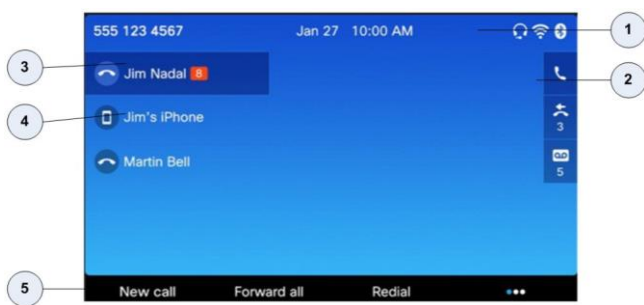 555 123 4567 Jan 27 10:00 AM
1
2
3
Jim Nadal 8
3
4
Jim's iPhone
Martin Bell
5
5
New call Forward all Redial